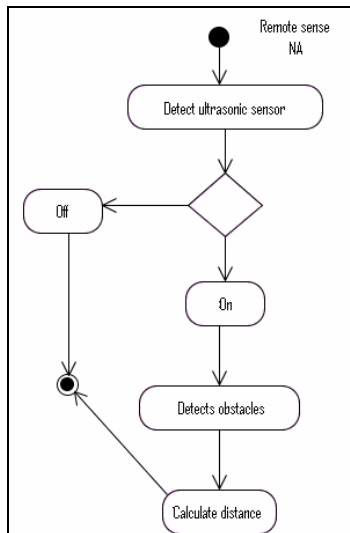 Remote sense
NA
Detect ultrasonic sensor
Off
On
Detects obstacles
Calculate distance